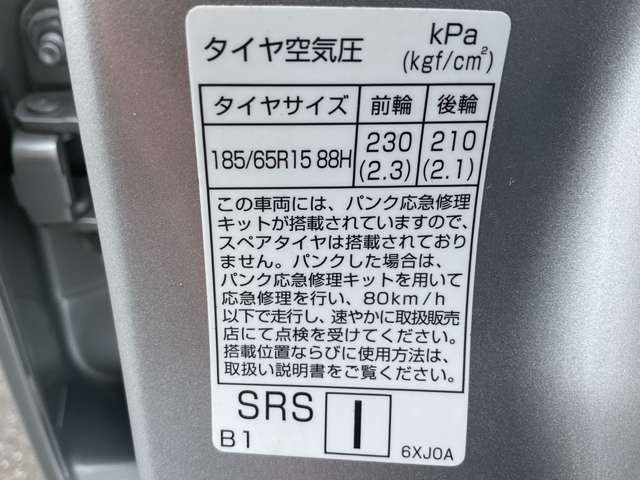 タイヤ空気圧 kPa
(kgf/cm²)
タイヤサイズ 前輪 後輪
185/65R15 88H 230 210
(2.3) (2.1)
この車両には、パンク応急修理
キットが搭載されていますので、
スペアタイヤは搭載されており
ません。パンクした場合は、
パンク応急修理キットを用いて
応急修理を行い、80km/h
以下で走行し、速やかに取扱販売
店にて点検を受けてください。
搭載位置ならびに使用方法は、
取扱い説明書をご覧ください。
SRS I
B1 6XJ0A